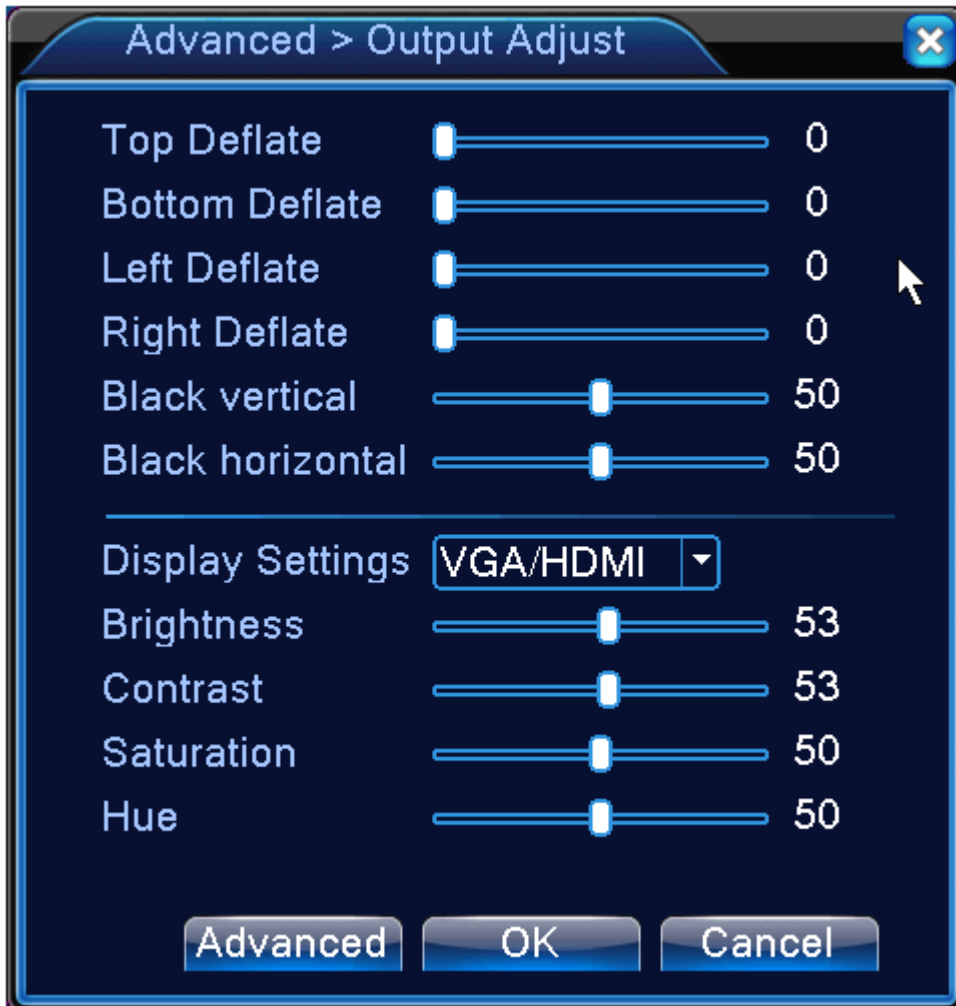 Advanced > Output Adjust
Top Deflate 0
Bottom Deflate 0
Left Deflate 0
Right Deflate 0
Black vertical 50
Black horizontal 50
Display Settings VGA/HDMI
Brightness 53
Contrast 53
Saturation 50
Hue 50
Advanced OK Cancel